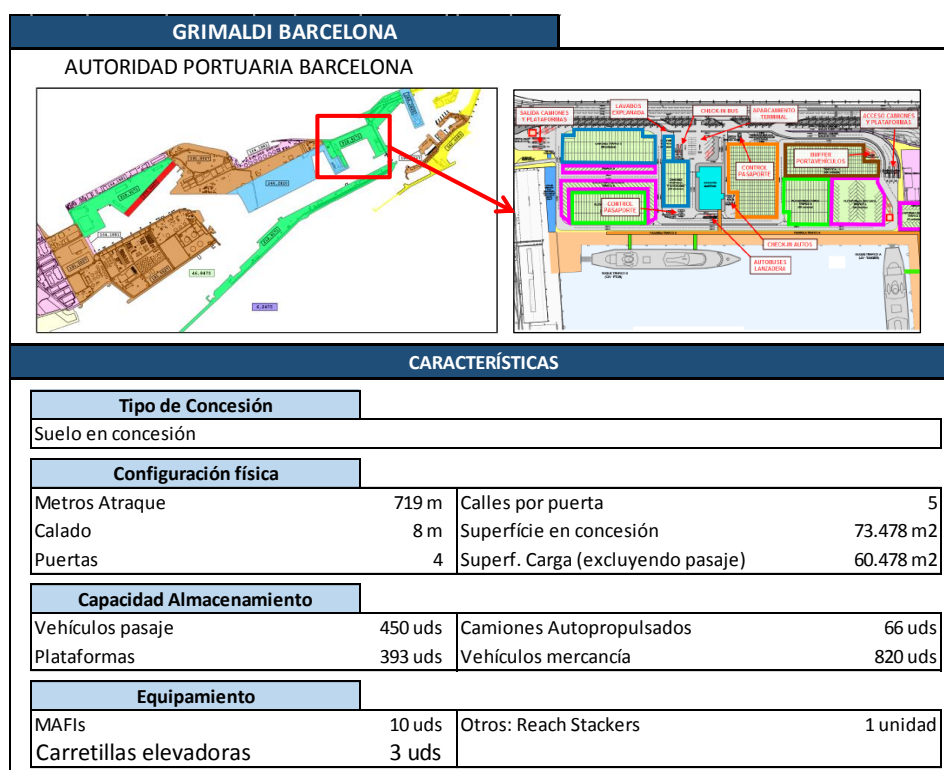 GRIMALDI BARCELONA
AUTORIDAD PORTUARIA BARCELONA
SALIDA CAMIONES
Y PLATAFORMAS
LAVABOS
EXPLANADA
CHECK-IN BUS
APARCAMIENTO
TERMINAL
ACCESO CAMIONES
Y PLATAFORMAS
CONTROL
PASAPORTE
BUFFER
PORTAVEHÍCULOS
CONTROL
PASAPORTE
CHECK-IN AUTOS
AUTOBUSES
LANZADERA
CARACTERÍSTICAS
Tipo de Concesión
Suelo en concesión
Configuración física
Metros Atraque 719 m Calles por puerta 5
Calado 8 m Superfície en concesión 73.478 m2
Puertas 4 Superf. Carga (excluyendo pasaje) 60.478 m2
Capacidad Almacenamiento
Vehículos pasaje 450 uds Camiones Autopropulsados 66 uds
Plataformas 393 uds Vehículos mercancía 820 uds
Equipamiento
MAFIs 10 uds Otros: Reach Stackers 1 unidad
Carretillas elevadoras 3 uds